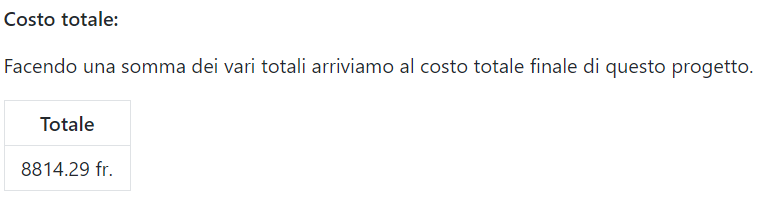 Costo totale:
Facendo una somma dei vari totali arriviamo al costo totale finale di questo progetto.
Totale
8814.29 fr.